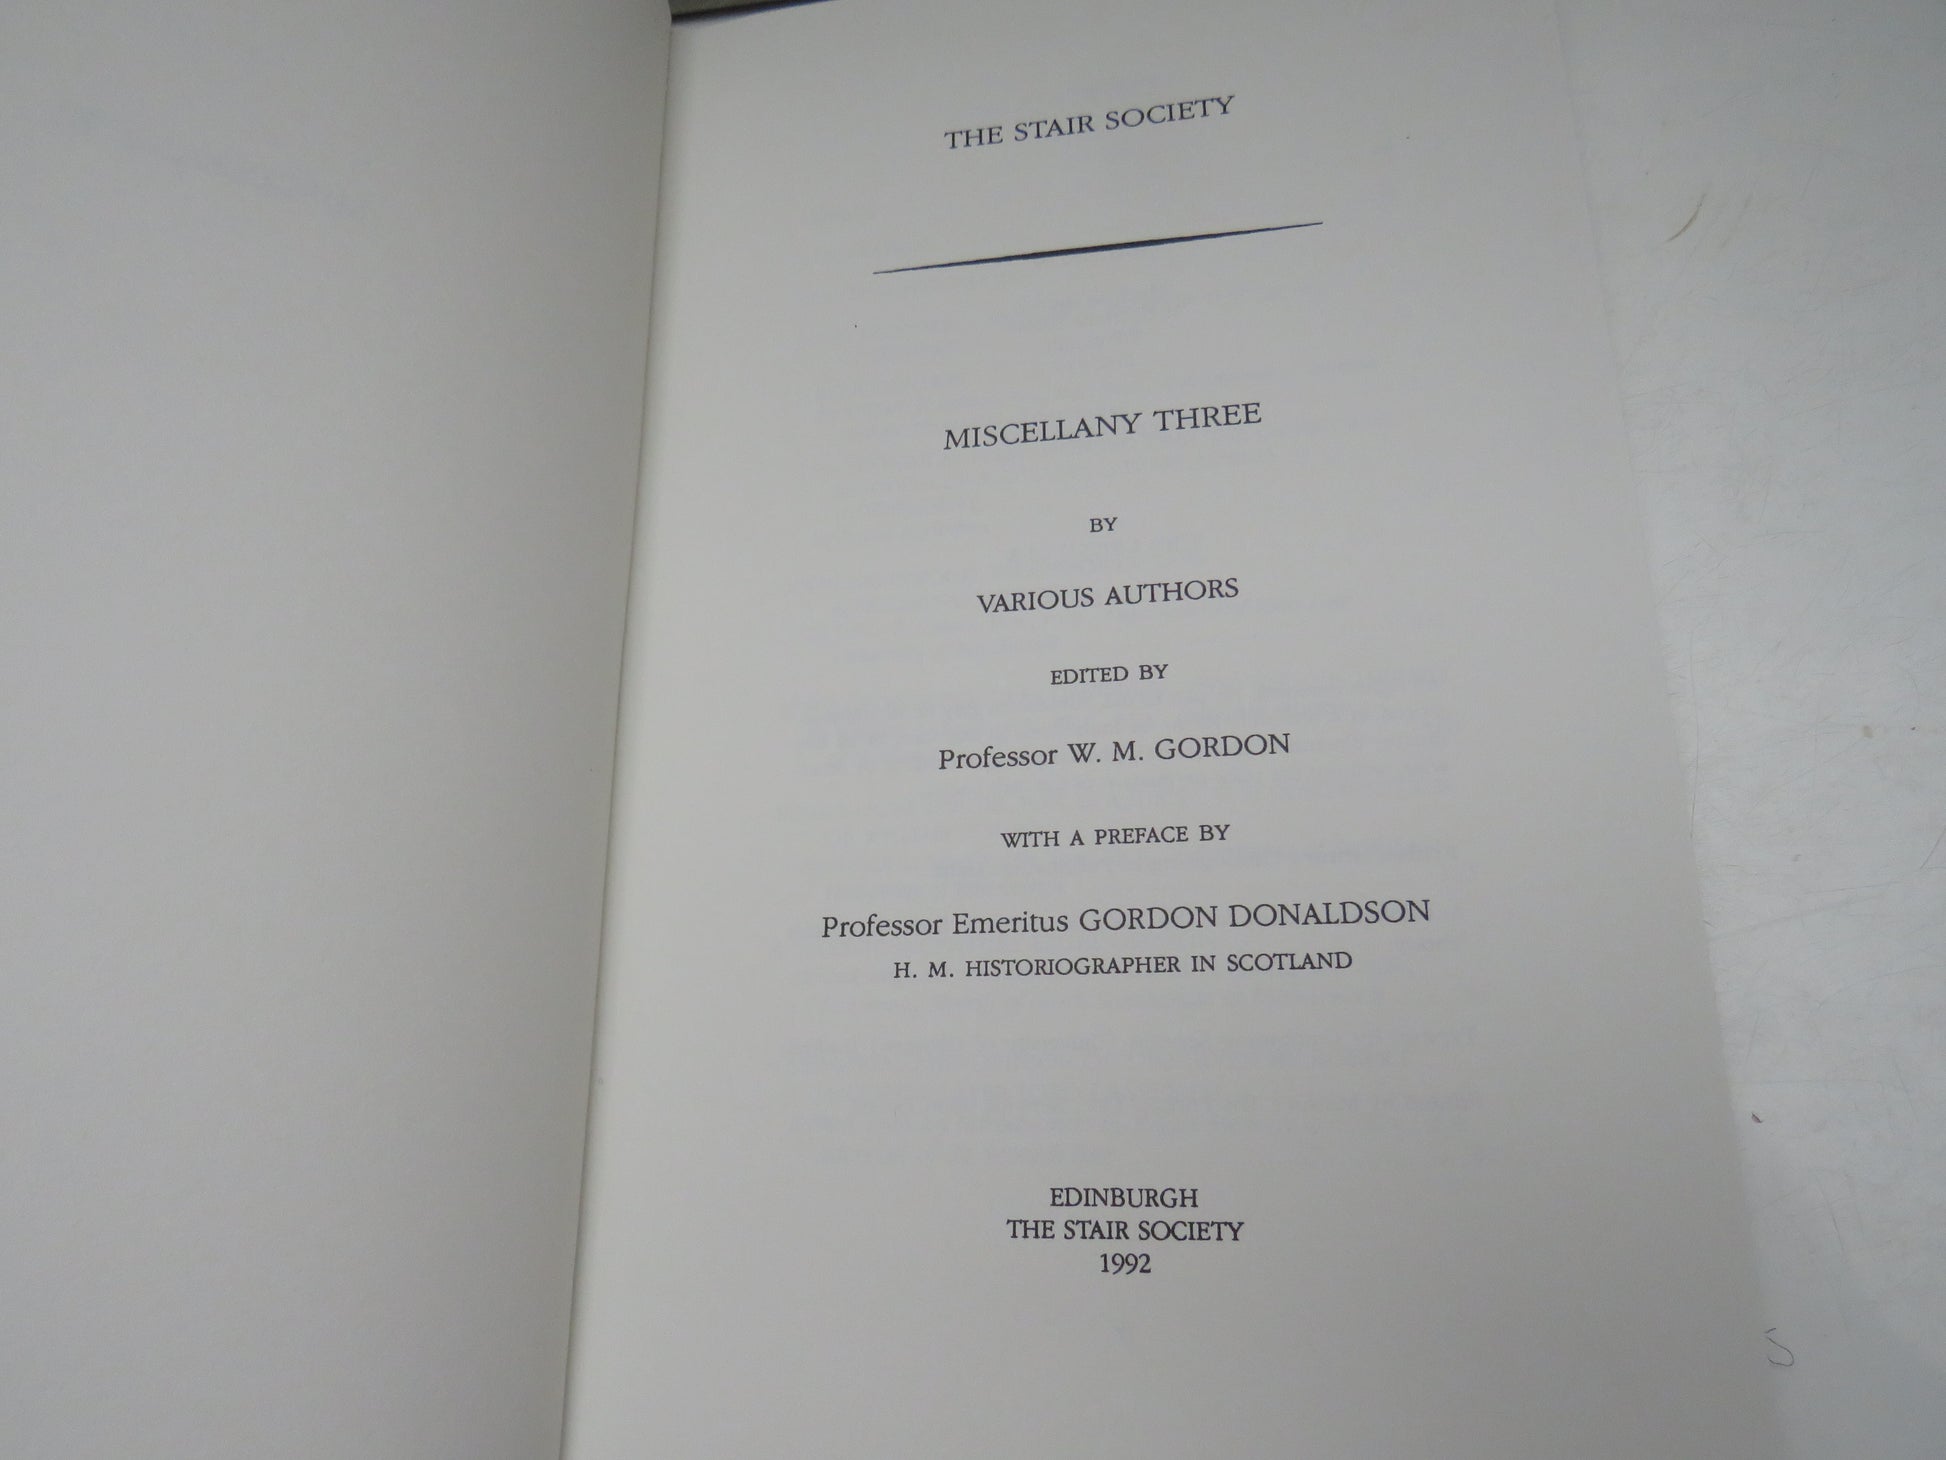 THE STAIR SOCIETY
MISCELLANY THREE
BY
VARIOUS AUTHORS
EDITED BY
Professor W. M. GORDON
WITH A PREFACE BY
Professor Emeritus GORDON DONALDSON
H. M. HISTORIOGRAPHER IN SCOTLAND
EDINBURGH
THE STAIR SOCIETY
1992